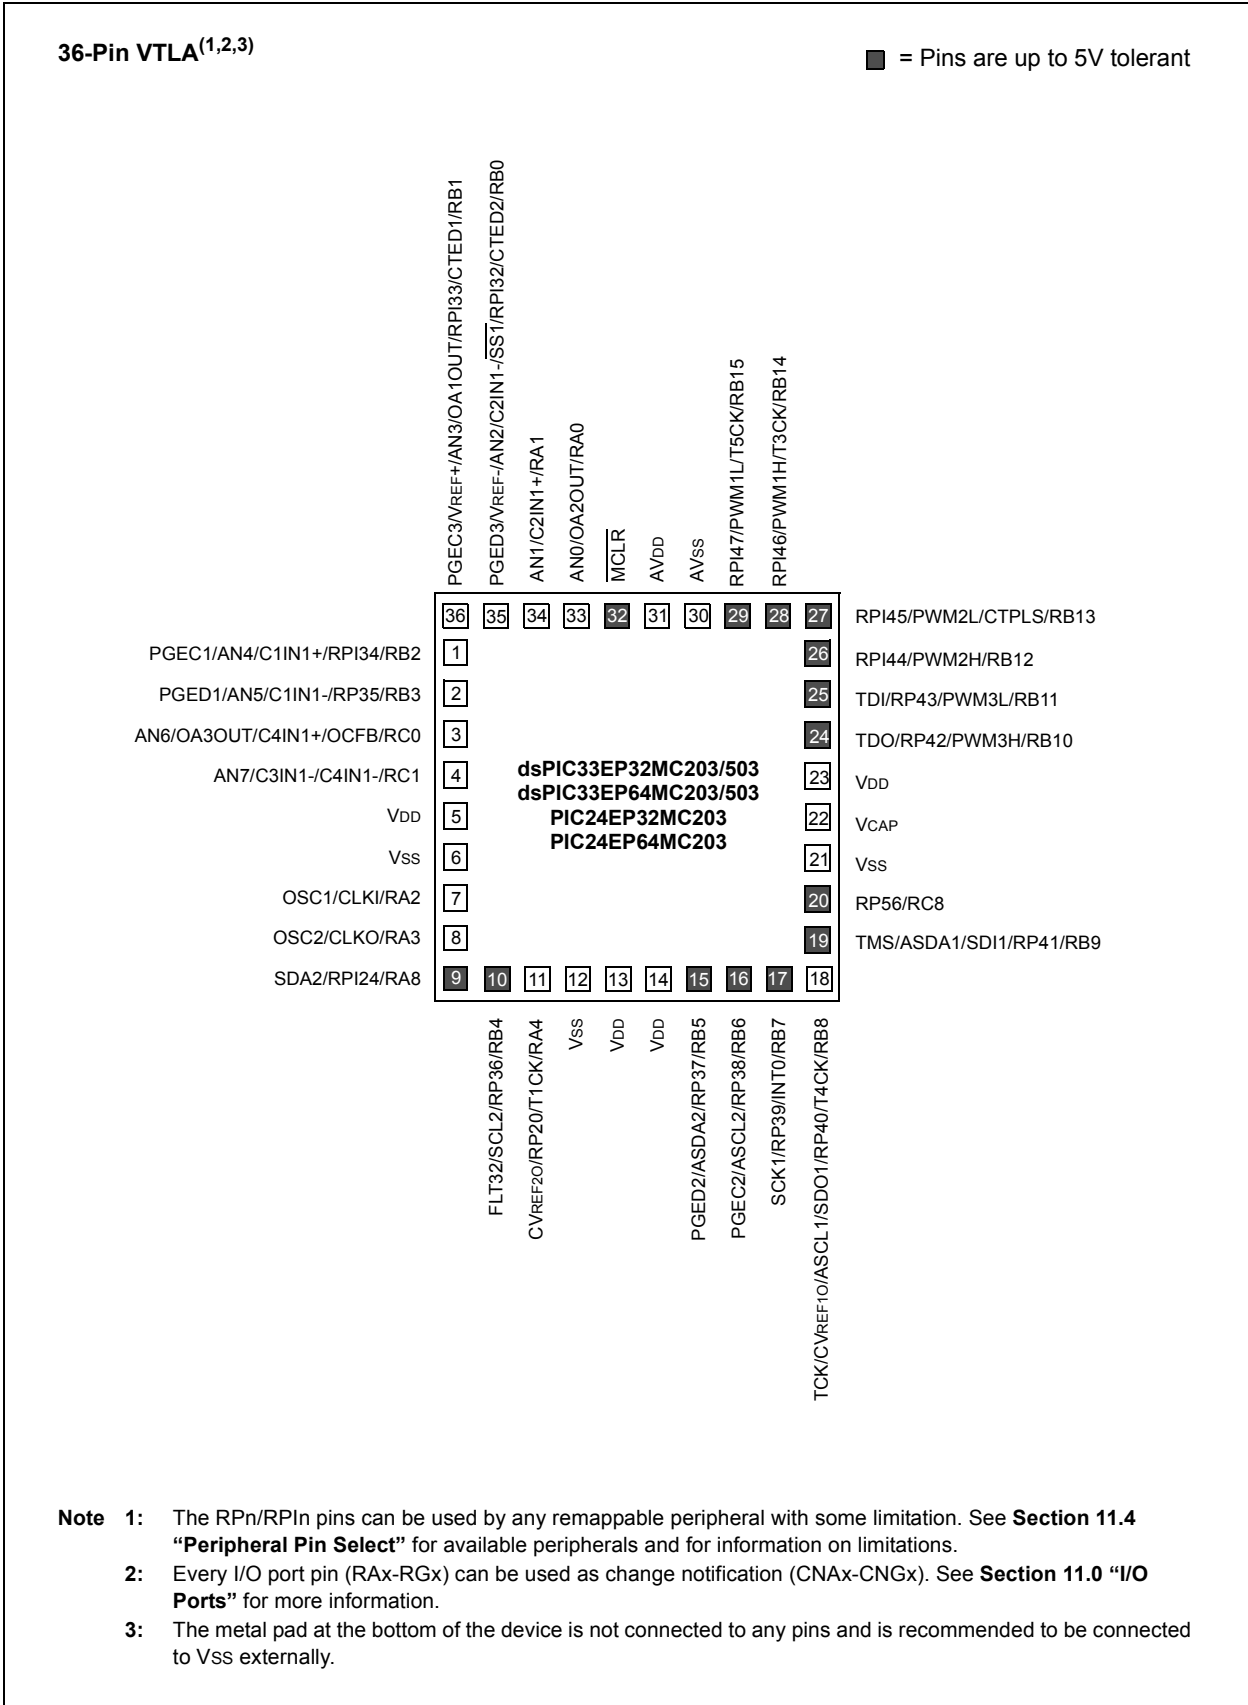 36-Pin VTLA(1,2,3)
= Pins are up to 5V tolerant
PGEC3/VREF+/AN3/OA1OUT/RPI33/CTED1/RB1
PGED3/VREF-/AN2/C2IN1-/SS1/RPI32/CTED2/RB0
AN1/C2IN1+/RA1
AN0/OA2OUT/RA0
MCLR
AVDD
AVSS
RPI47/PWM1L/T5CK/RB15
RPI46/PWM1H/T3CK/RB14
36 35 34 33 32 31 30 29 28 27 RPI45/PWM2L/CTPLS/RB13
PGEC1/AN4/C1IN1+/RPI34/RB2 1 26 RPI44/PWM2H/RB12
PGED1/AN5/C1IN1-/RP35/RB3 2 25 TDI/RP43/PWM3L/RB11
AN6/OA3OUT/C4IN1+/OCFB/RC0 3 24 TDO/RP42/PWM3H/RB10
AN7/C3IN1-/C4IN1-/RC1 4 23 VDD
VDD 5 22 VCAP
VSS 6 21 VSS
OSC1/CLKI/RA2 7 20 RP56/RC8
OSC2/CLKO/RA3 8 19 TMS/ASDA1/SDI1/RP41/RB9
dsPIC33EP32MC203/503
dsPIC33EP64MC203/503
PIC24EP32MC203
PIC24EP64MC203
SDA2/RPI24/RA8 9 10 11 12 13 14 15 16 17 18
FLT32/SCL2/RP36/RB4
CVREF2O/RP20/T1CK/RA4
VSS
VDD
VDD
PGED2/ASDA2/RP37/RB5
PGEC2/ASCL2/RP38/RB6
SCK1/RP39/INT0/RB7
TCK/CVREF1O/ASCL1/SDO1/RP40/T4CK/RB8
Note 1: The RPn/RPIn pins can be used by any remappable peripheral with some limitation. See Section 11.4
“Peripheral Pin Select” for available peripherals and for information on limitations.
2: Every I/O port pin (RAx-RGx) can be used as change notification (CNAx-CNGx). See Section 11.0 “I/O
Ports” for more information.
3: The metal pad at the bottom of the device is not connected to any pins and is recommended to be connected
to VSS externally.